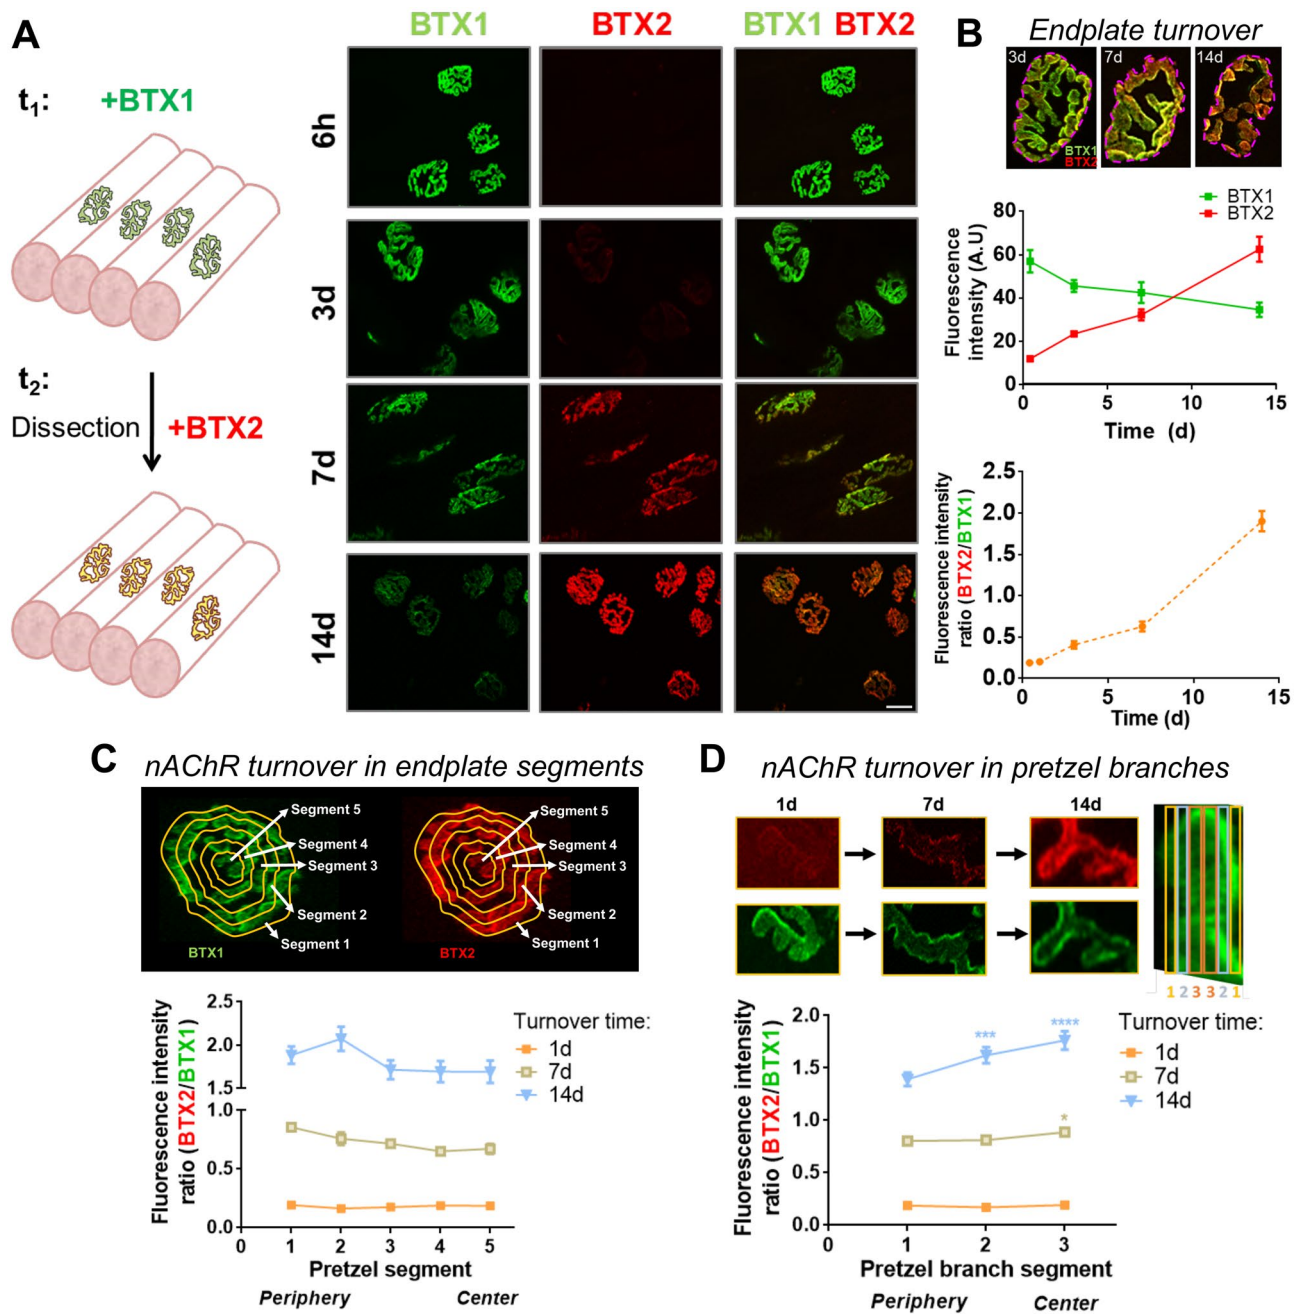 A
BTX1
BTX2
BTX1 BTX2
t1:
+BTX1
t2:
Dissection
+BTX2
6h
3d
7d
14d
B
Endplate turnover
3d
7d
14d
BTX1
BTX2
BTX1
BTX2
Fluorescence
intensity (A.U)
80
60
40
20
0
0 5 10 15
Time (d)
Fluorescence intensity
ratio (BTX2/BTX1)
2.5
2.0
1.5
1.0
0.5
0.0
0 5 10 15
Time (d)
C
nAChR turnover in endplate segments
Segment 5
Segment 4
Segment 3
Segment 2
Segment 1
BTX1
Segment 5
Segment 4
Segment 3
Segment 2
Segment 1
BTX2
Fluorescence intensity
ratio (BTX2/BTX1)
2.5
2.0
1.5
1.0
0.5
0.0
0 1 2 3 4 5
Pretzel segment
Periphery Center
Turnover time:
1d
7d
14d
D
nAChR turnover in pretzel branches
1d 7d 14d
1 2 3 3 2 1
Fluorescence intensity
ratio (BTX2/BTX1)
2.0
1.5
1.0
0.5
0.0
*** ****
*
0 1 2 3
Pretzel branch segment
Periphery Center
Turnover time:
1d
7d
14d